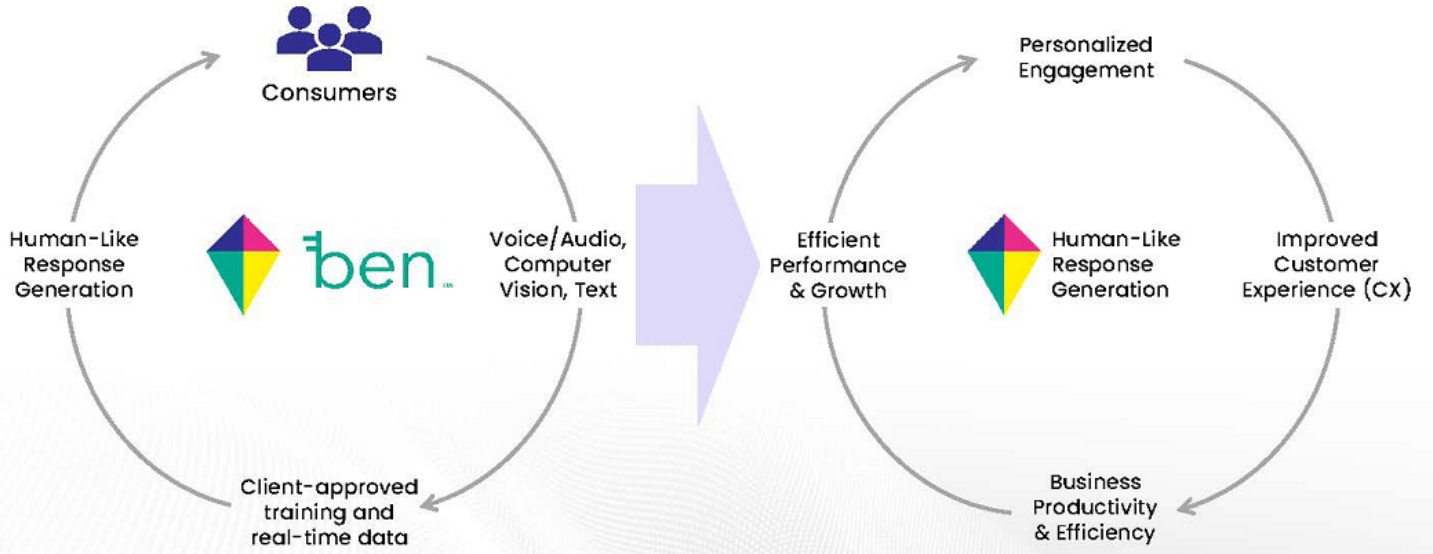 Consumers
Voice/Audio,
Computer
Vision, Text
Client-approved
training and
real-time data
Human-Like
Response
Generation
ben
Personalized
Engagement
Improved
Customer
Experience (CX)
Business
Productivity
& Efficiency
Efficient
Performance
& Growth
Human-Like
Response
Generation